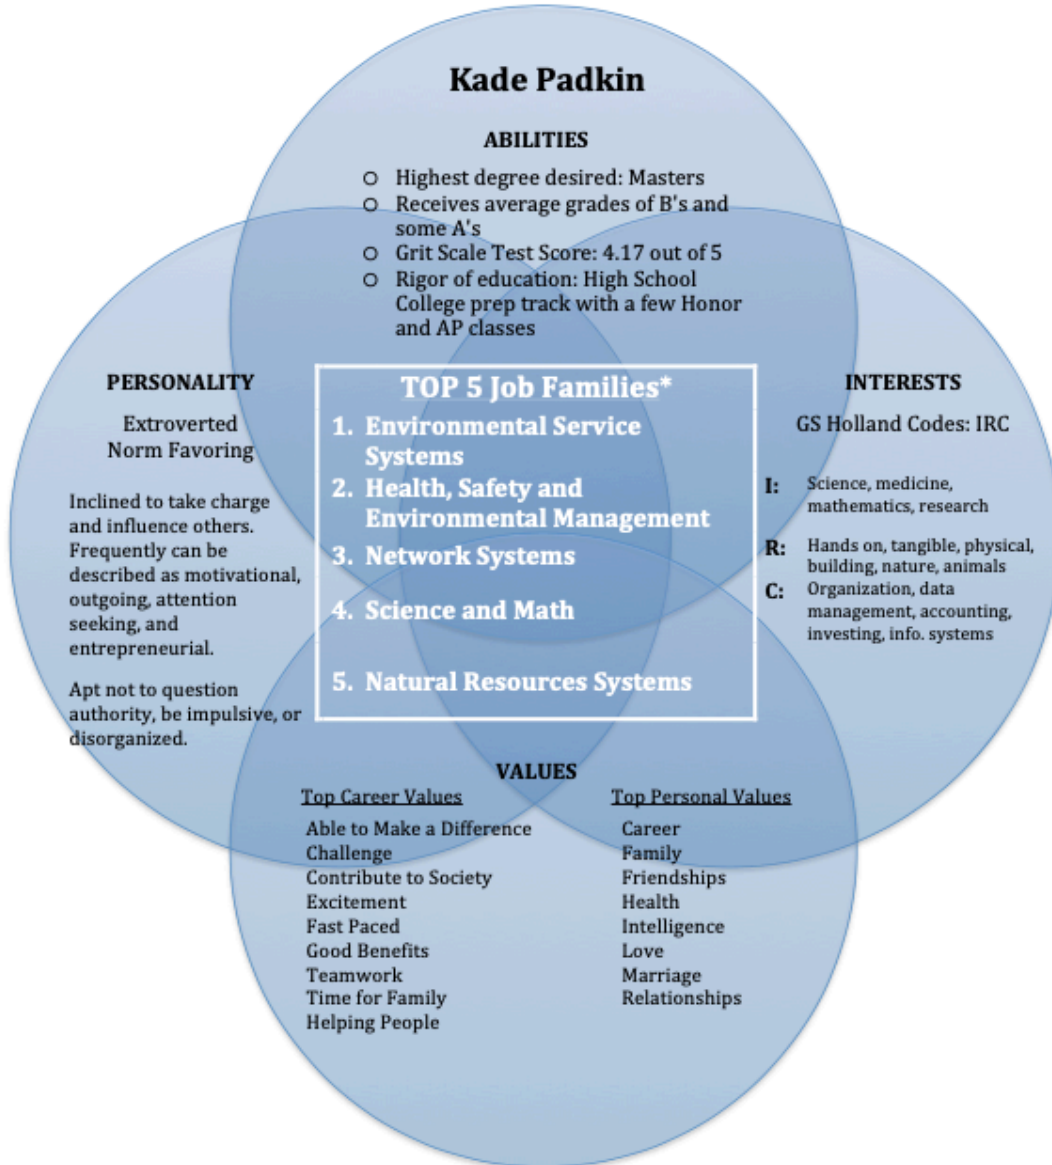 Kade Padkin
ABILITIES
o Highest degree desired: Masters
o Receives average grades of B's and
some A's
o Grit Scale Test Score: 4.17 out of 5
o Rigor of education: High School
College prep track with a few Honor
and AP classes
PERSONALITY
Extroverted
Norm Favoring
Inclined to take charge
and influence others.
Frequently can be
described as motivational,
outgoing, attention
seeking, and
entrepreneurial.
Apt not to question
authority, be impulsive, or
disorganized.
TOP 5 Job Families*
1. Environmental Service
Systems
2. Health, Safety and
Environmental Management
3. Network Systems
4. Science and Math
5. Natural Resources Systems
INTERESTS
GS Holland Codes: IRC
I: Science, medicine,
mathematics, research
R: Hands on, tangible, physical,
building, nature, animals
C: Organization, data
management, accounting,
investing, info. systems
VALUES
Top Career Values
Able to Make a Difference
Challenge
Contribute to Society
Excitement
Fast Paced
Good Benefits
Teamwork
Time for Family
Helping People
Top Personal Values
Career
Family
Friendships
Health
Intelligence
Love
Marriage
Relationships